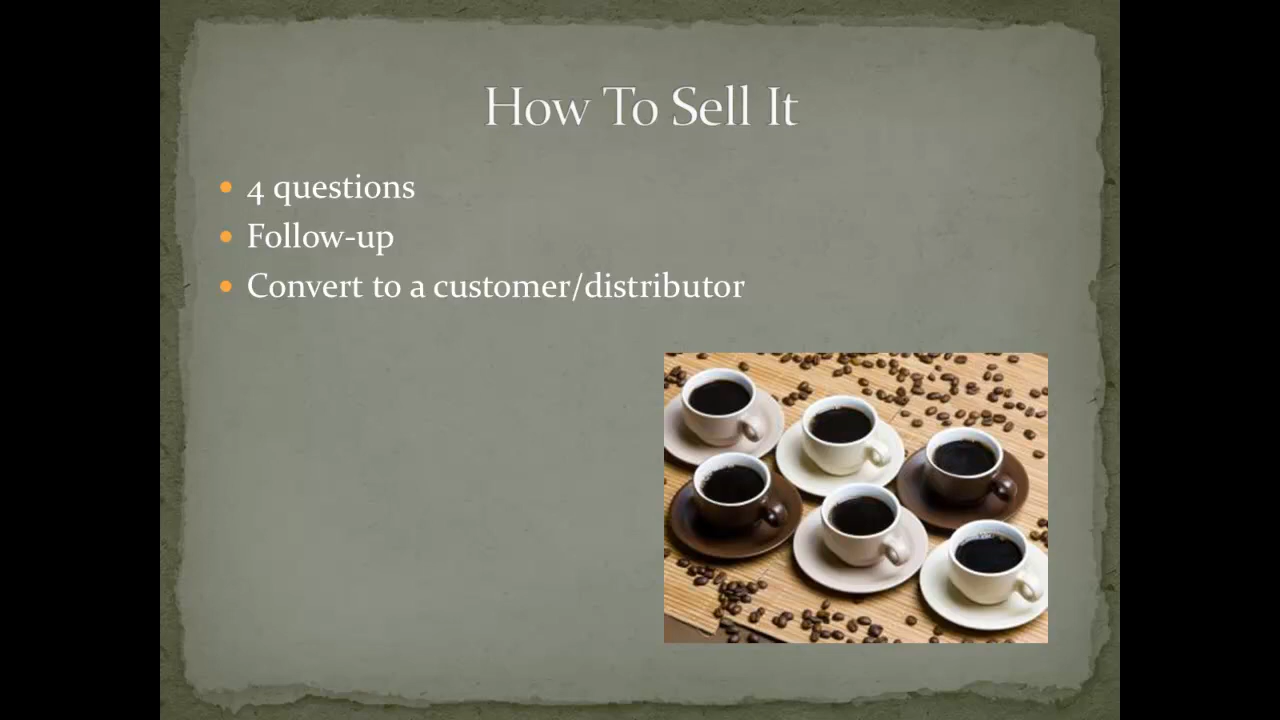 How To Sell It
4 questions
Follow-up
Convert to a customer/distributor